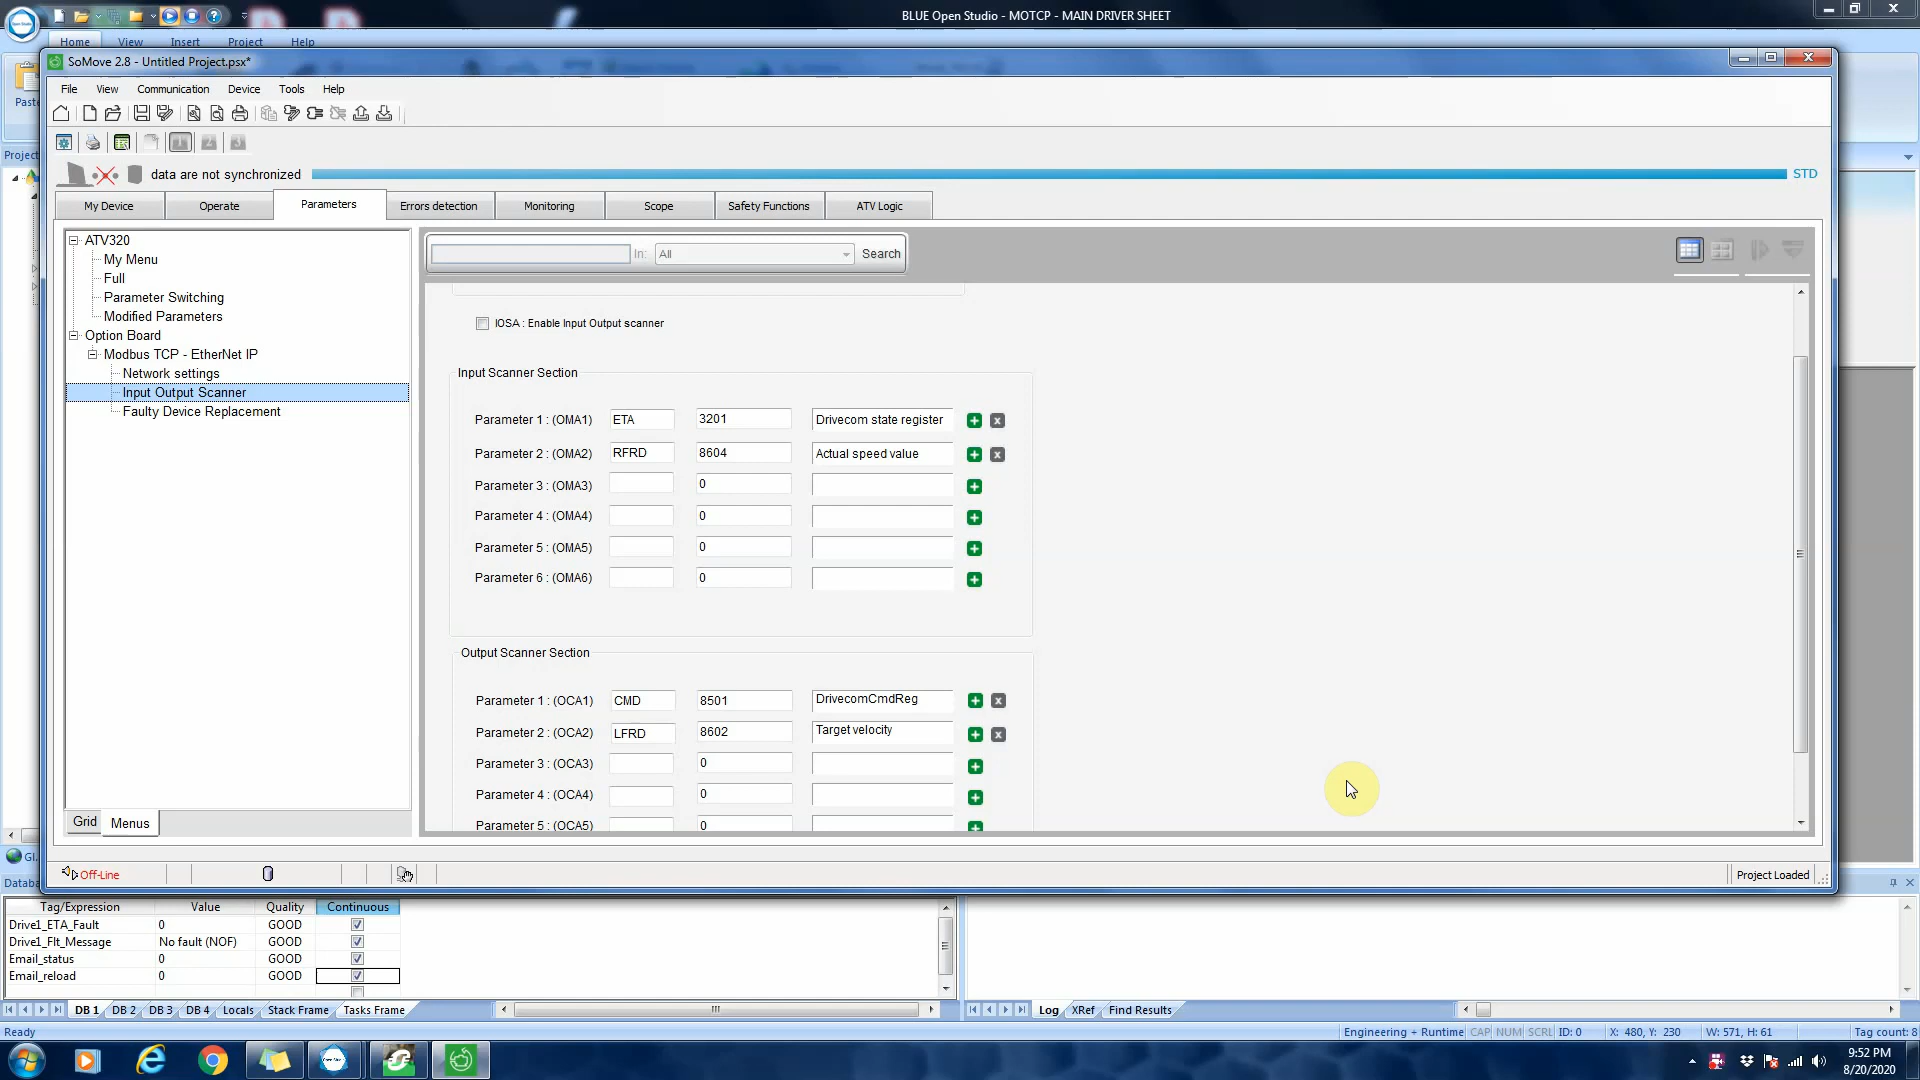 BLUE Open Studio - MOTCP - MAIN DRIVER SHEET
Home View Insert Project Help
SoMove 2.8 - Untitled Project.psx*
Paste
File View Communication Device Tools Help
1 2 3
Project
data are not synchronized
STD
My Device Operate Parameters Errors detection Monitoring Scope Safety Functions ATV Logic
ATV320
My Menu
Full
Parameter Switching
Modified Parameters
Option Board
Modbus TCP - EtherNet IP
Network settings
Input Output Scanner
Faulty Device Replacement
In: All Search
IOSA : Enable Input Output scanner
Input Scanner Section
Parameter 1 : (OMA1) ETA 3201 Drivecom state register
Parameter 2 : (OMA2) RFRD 8604 Actual speed value
Parameter 3 : (OMA3) 0
Parameter 4 : (OMA4) 0
Parameter 5 : (OMA5) 0
Parameter 6 : (OMA6) 0
Output Scanner Section
Parameter 1 : (OCA1) CMD 8501 DrivecomCmdReg
Parameter 2 : (OCA2) LFRD 8602 Target velocity
Parameter 3 : (OCA3) 0
Parameter 4 : (OCA4) 0
Parameter 5 : (OCA5) 0
Grid Menus
Off-Line
Project Loaded
Tag/Expression Value Quality Continuous
Drive1_ETA_Fault 0 GOOD
Drive1_Flt_Message No fault (NOF) GOOD
Email_status 0 GOOD
Email_reload 0 GOOD
DB 1 DB 2 DB 3 DB 4 Locals Stack Frame Tasks Frame
Log XRef Find Results
Ready
Engineering + Runtime CAP NUM SCRL ID: 0 X: 480, Y: 230 W: 571, H: 61 Tag count: 8
9:52 PM
8/20/2020